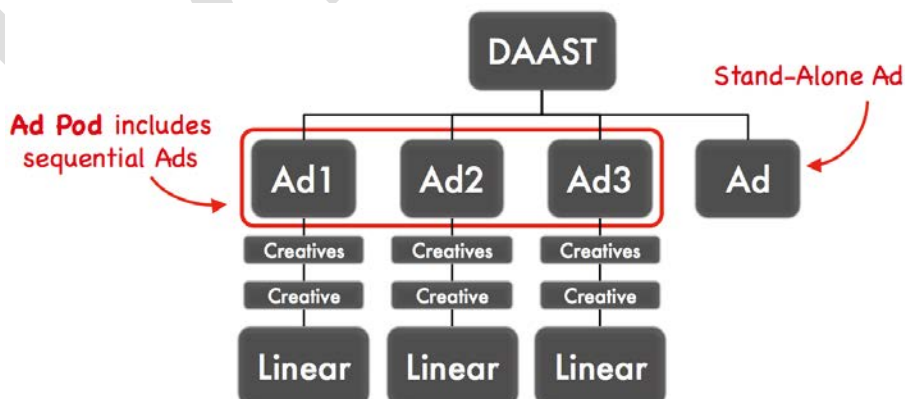 DAAST
Stand-Alone Ad
Ad Pod includes
sequential Ads
Ad1 Ad2 Ad3 Ad
Creatives Creatives Creatives
Creative Creative Creative
Linear Linear Linear